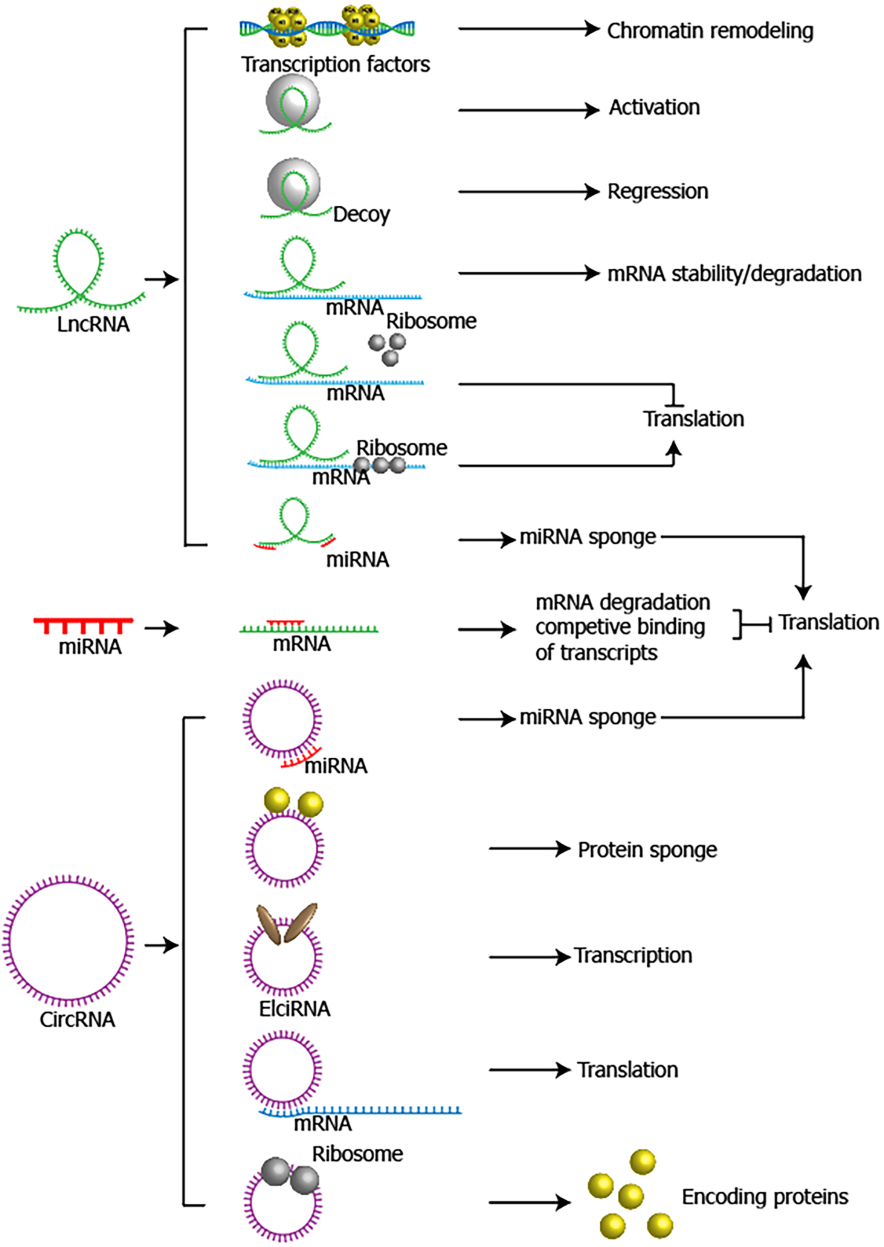 Transcription factors
Chromatin remodeling
Activation
Decoy
Regression
LncRNA
mRNA
mRNA stability/degradation
Ribosome
mRNA
Translation
Ribosome
mRNA
miRNA
miRNA sponge
miRNA
mRNA
mRNA degradation
competive binding
of transcripts
Translation
miRNA
miRNA sponge
Protein sponge
CircRNA
ElciRNA
Transcription
mRNA
Translation
Ribosome
Encoding proteins